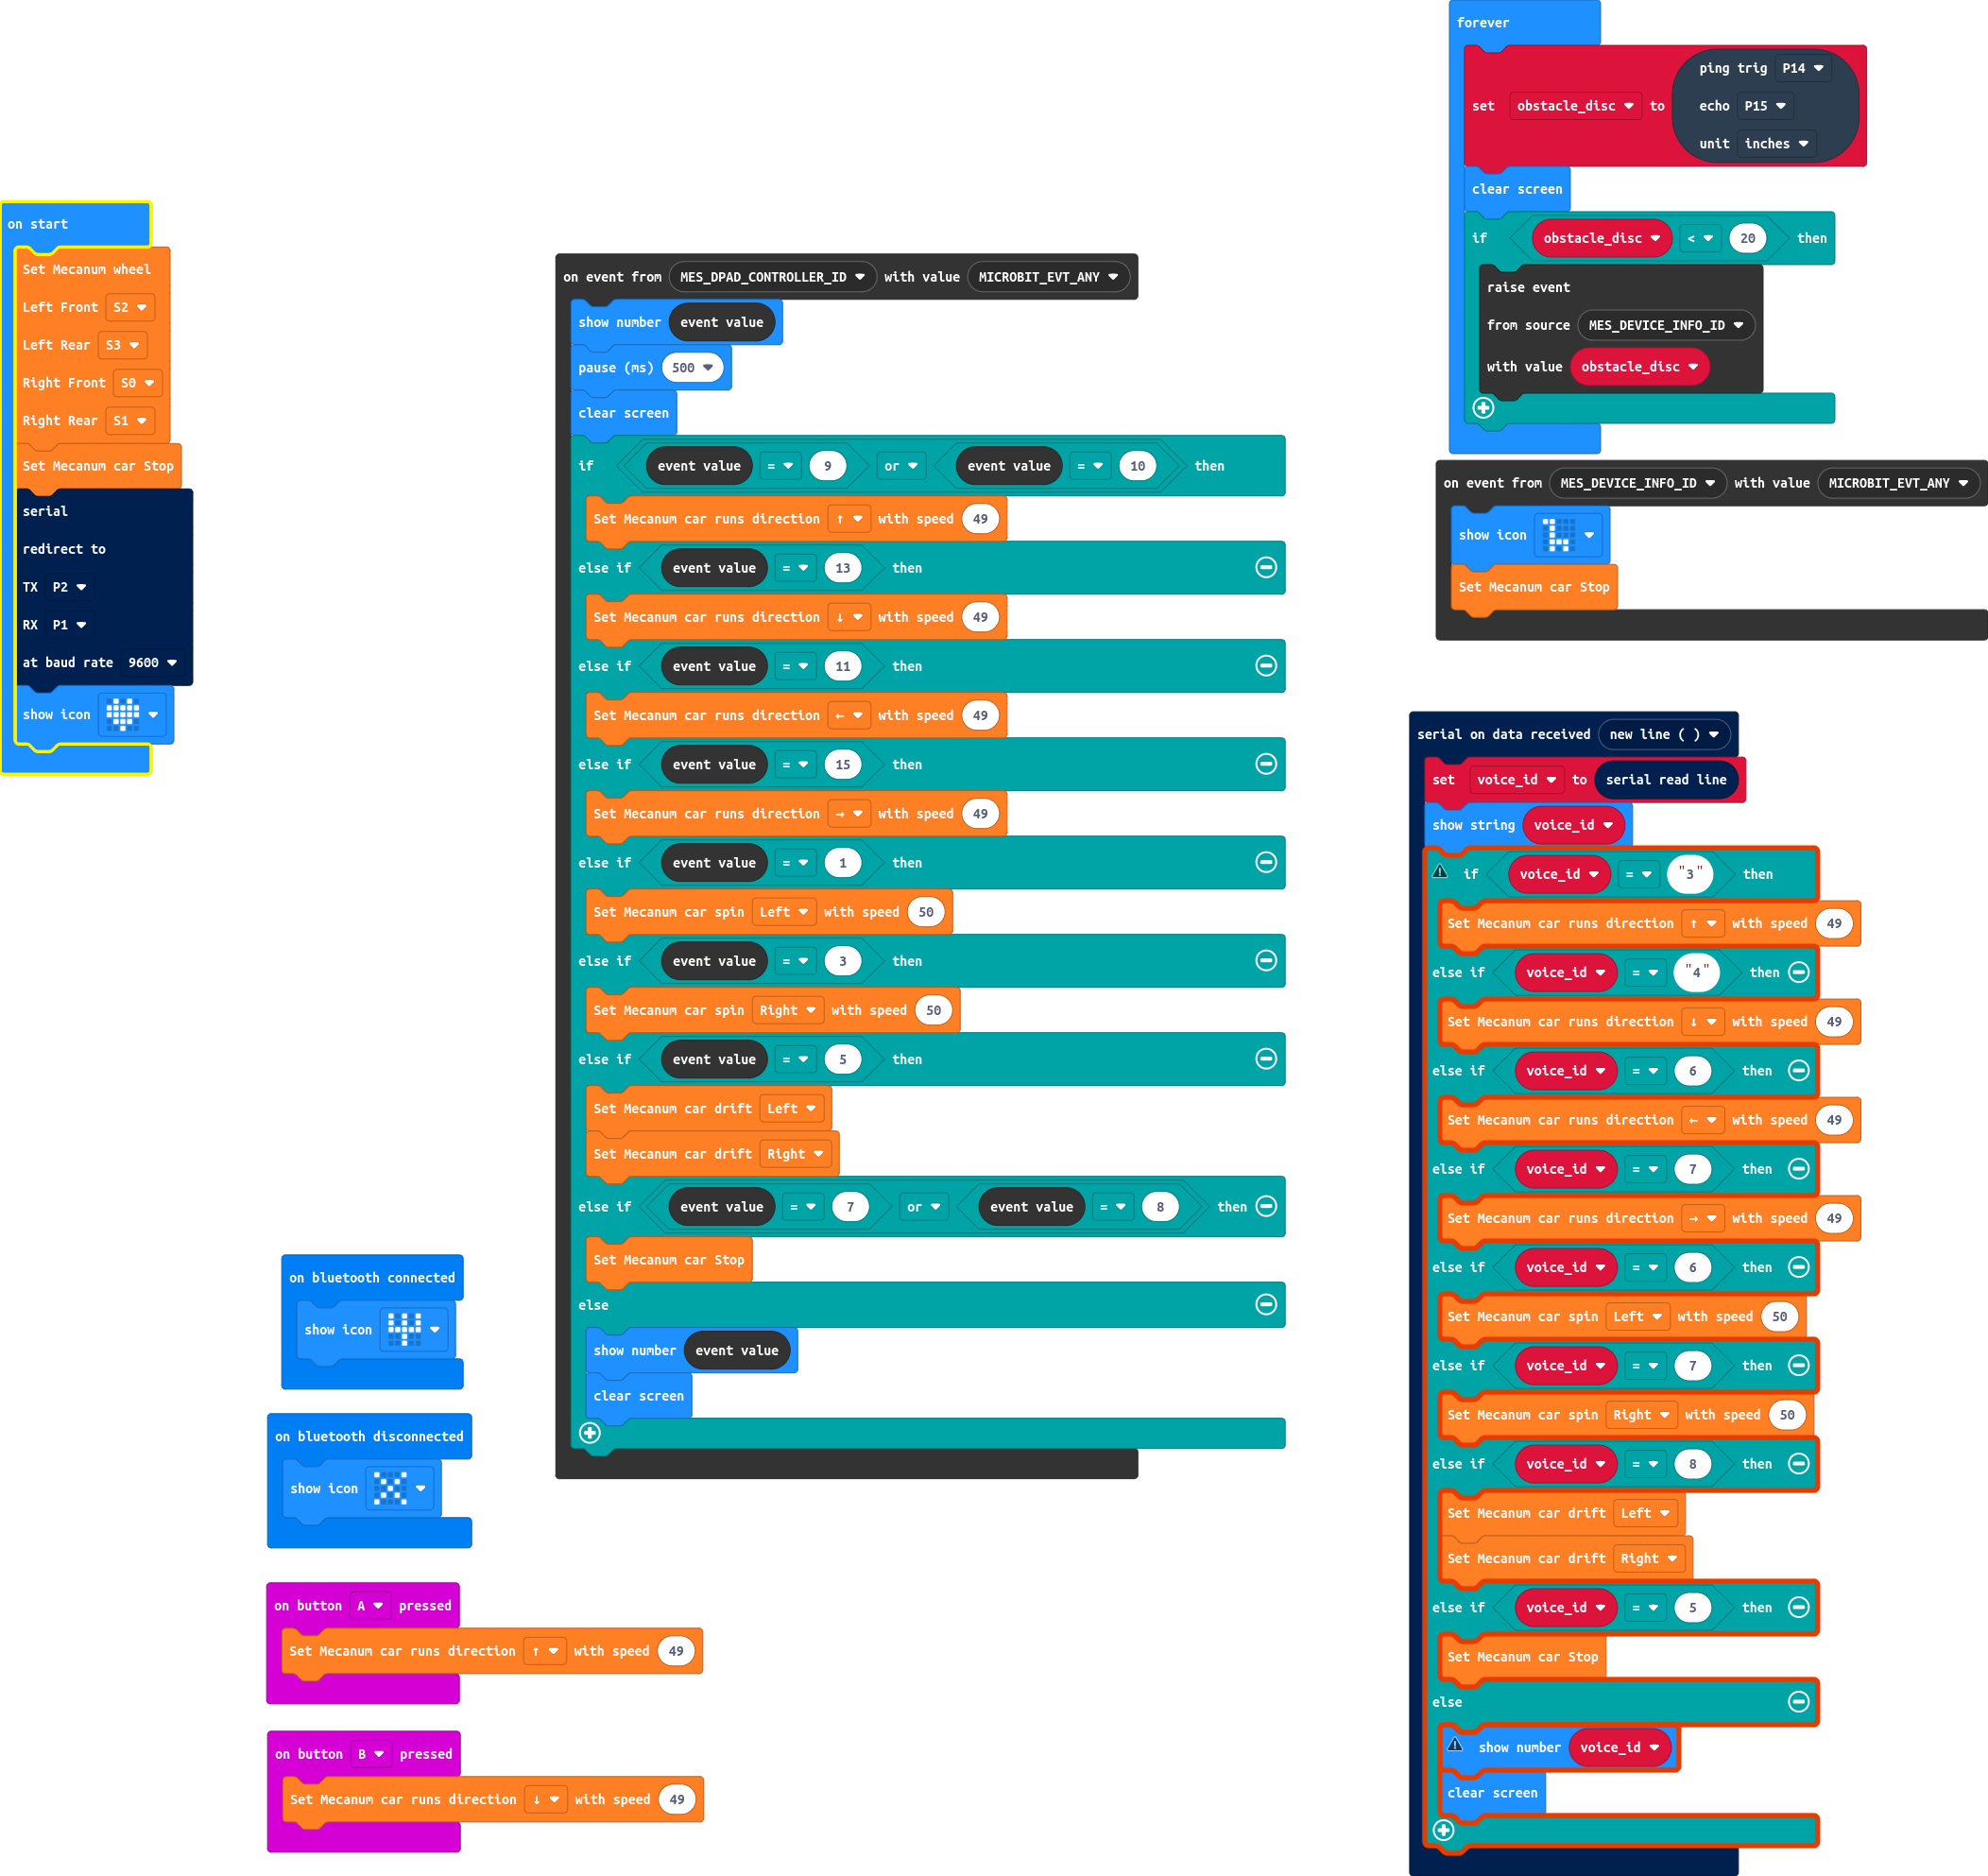 on start
Set Mecanum wheel
Left Front S2
Left Rear S3
Right Front S0
Right Rear S1
Set Mecanum car Stop
serial
redirect to
TX P2
RX P1
at baud rate 9600
show icon
on event from MES_DPAD_CONTROLLER_ID with value MICROBIT_EVT_ANY
show number event value
pause (ms) 500
clear screen
if event value = 9 or event value = 10 then
Set Mecanum car runs direction ↑ with speed 49
else if event value = 13 then
Set Mecanum car runs direction ↓ with speed 49
else if event value = 11 then
Set Mecanum car runs direction ← with speed 49
else if event value = 15 then
Set Mecanum car runs direction → with speed 49
else if event value = 1 then
Set Mecanum car spin Left with speed 50
else if event value = 3 then
Set Mecanum car spin Right with speed 50
else if event value = 5 then
Set Mecanum car drift Left
Set Mecanum car drift Right
else if event value = 7 or event value = 8 then
Set Mecanum car Stop
else
show number event value
clear screen
on bluetooth connected
show icon
on bluetooth disconnected
show icon
on button A pressed
Set Mecanum car runs direction ↑ with speed 49
on button B pressed
Set Mecanum car runs direction ↓ with speed 49
forever
set obstacle_disc to
ping trig P14
echo P15
unit inches
clear screen
if obstacle_disc < 20 then
raise event
from source MES_DEVICE_INFO_ID
with value obstacle_disc
on event from MES_DEVICE_INFO_ID with value MICROBIT_EVT_ANY
show icon
Set Mecanum car Stop
serial on data received new line ( )
set voice_id to serial read line
show string voice_id
if voice_id = "3" then
Set Mecanum car runs direction ↑ with speed 49
else if voice_id = "4" then
Set Mecanum car runs direction ↓ with speed 49
else if voice_id = 6 then
Set Mecanum car runs direction ← with speed 49
else if voice_id = 7 then
Set Mecanum car runs direction → with speed 49
else if voice_id = 6 then
Set Mecanum car spin Left with speed 50
else if voice_id = 7 then
Set Mecanum car spin Right with speed 50
else if voice_id = 8 then
Set Mecanum car drift Left
Set Mecanum car drift Right
else if voice_id = 5 then
Set Mecanum car Stop
else
show number voice_id
clear screen